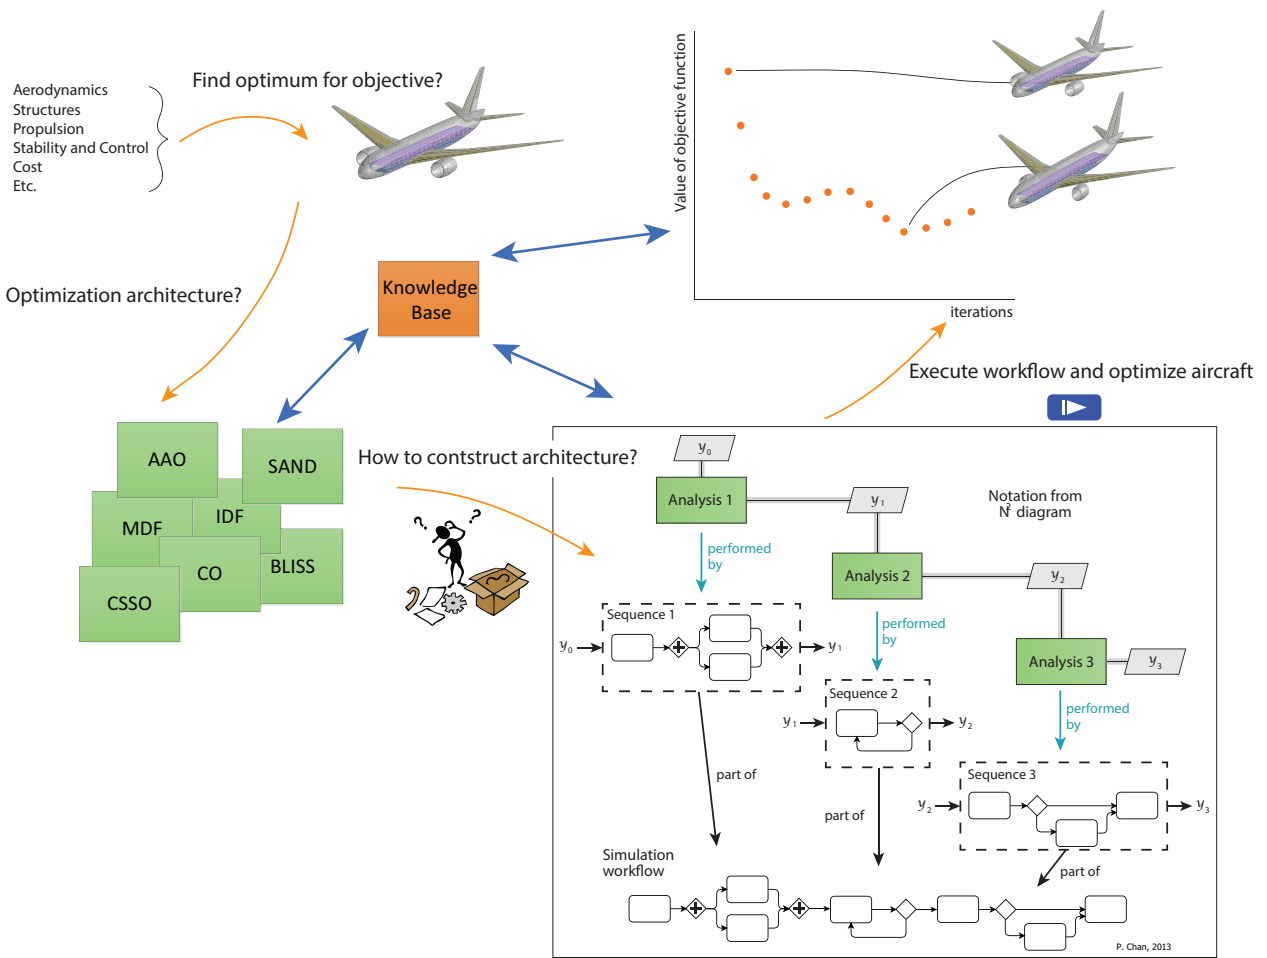 Find optimum for objective?
Aerodynamics
Structures
Propulsion
Stability and Control
Cost
Etc.
Value of objective function
iterations
Optimization architecture?
Knowledge
Base
Execute workflow and optimize aircraft
AAO
SAND
MDF
IDF
CO
BLISS
CSSO
How to contstruct architecture?
? ?
y0
Analysis 1
y1
Notation from
N2 diagram
performed
by
Analysis 2
y2
performed
by
Sequence 1
y0
y1
Analysis 3
y3
performed
by
Sequence 2
y1
y2
Sequence 3
y2
y3
part of
part of
part of
Simulation
workflow
P. Chan, 2013